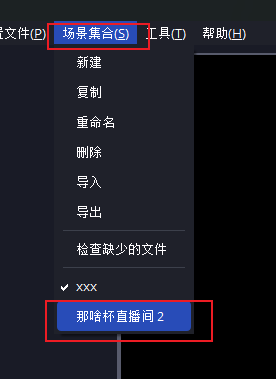 置文件(P) 场景集合(S) 工具(T) 帮助(H)
新建
复制
重命名
删除
导入
导出
检查缺少的文件
xxx
那啥杯直播间 2